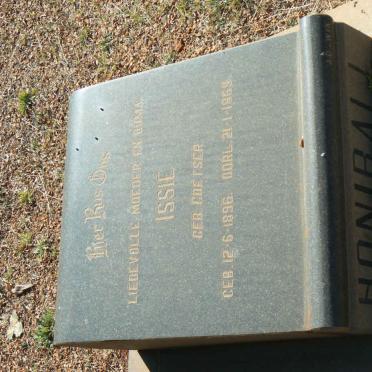 Hier Rus Ons
LIEFDEVOLLE MOEDER EN OUMA
ISSIE
GEB. COETSER
GEB. 12-6-1896 OORL. 21-1-1969
HONIBALL